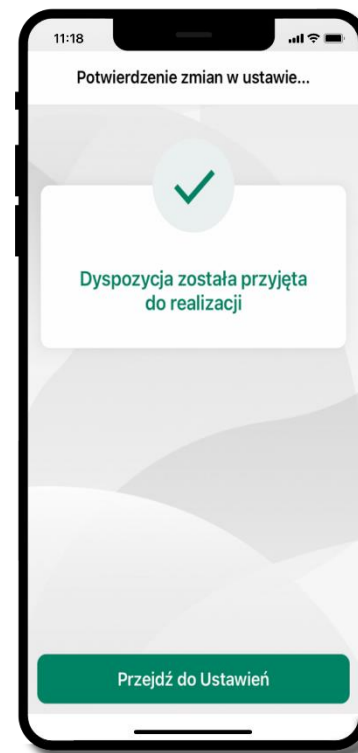 11:18
Potwierdzenie zmian w ustawie...
Dyspozycja została przyjęta
do realizacji
Przejdź do Ustawień